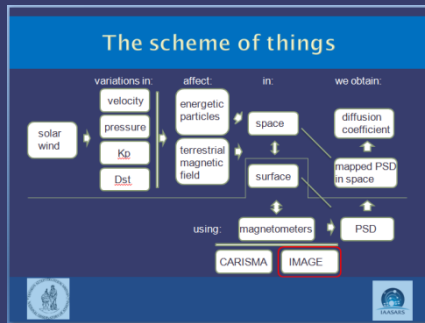 The scheme of things
variations in:
affect:
in:
we obtain:
solar
wind
velocity
pressure
Kp
Dst
energetic
particles
terrestrial
magnetic
field
space
surface
diffusion
coefficient
mapped PSD
in space
using:
magnetometers
PSD
CARISMA
IMAGE
IAASARS